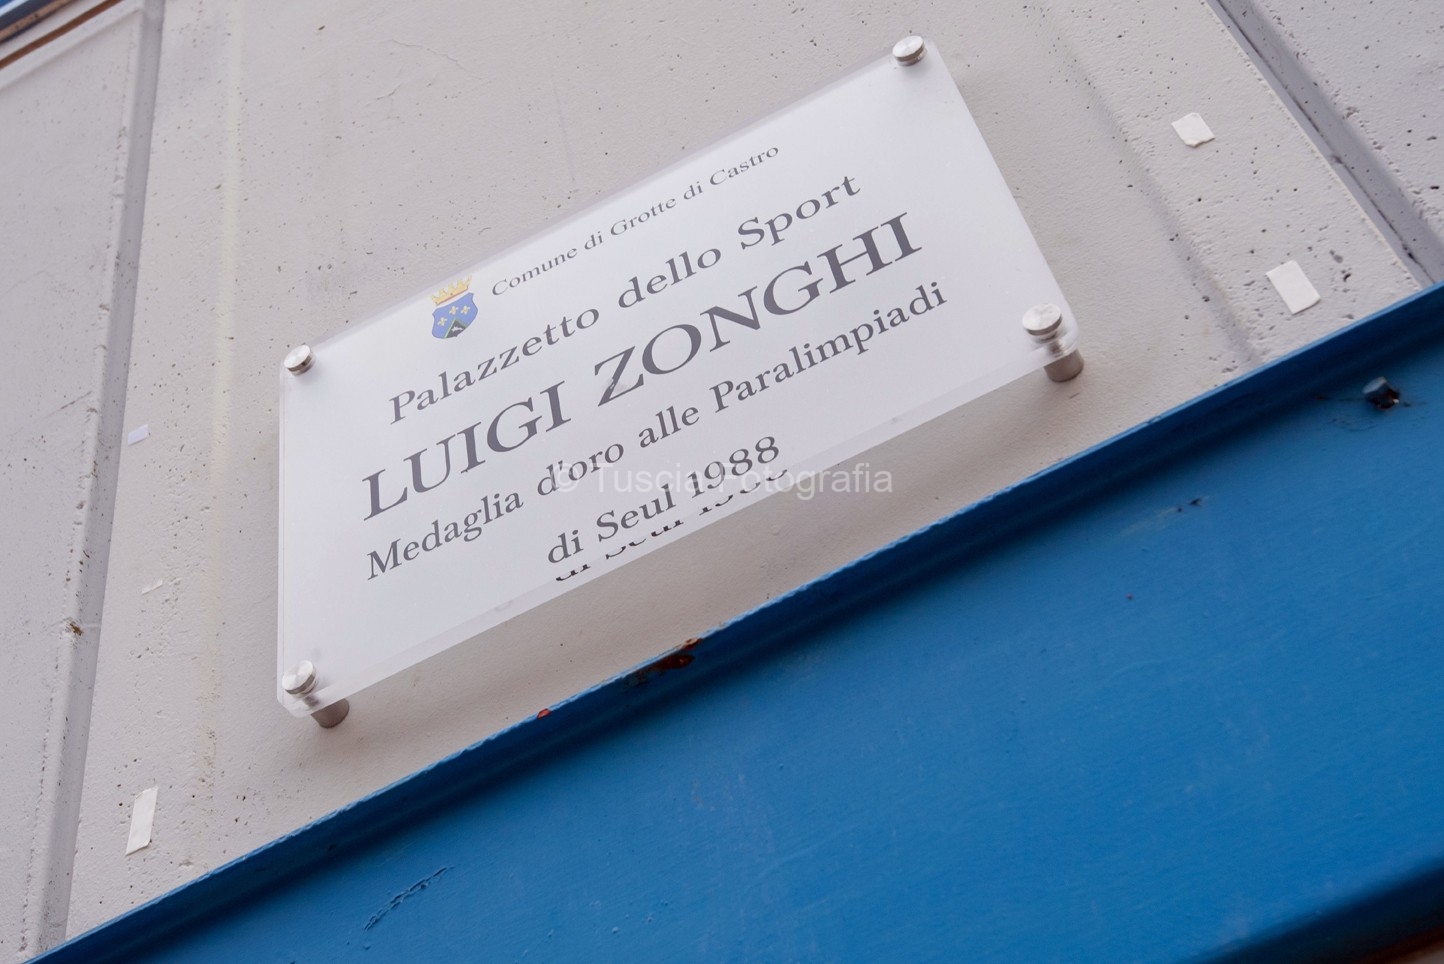 Comune di Grotte di Castro
Palazzetto dello Sport
LUIGI ZONGHI
Medaglia d'oro alle Paralimpiadi
di Seul 1988
© Tuscia Fotografia